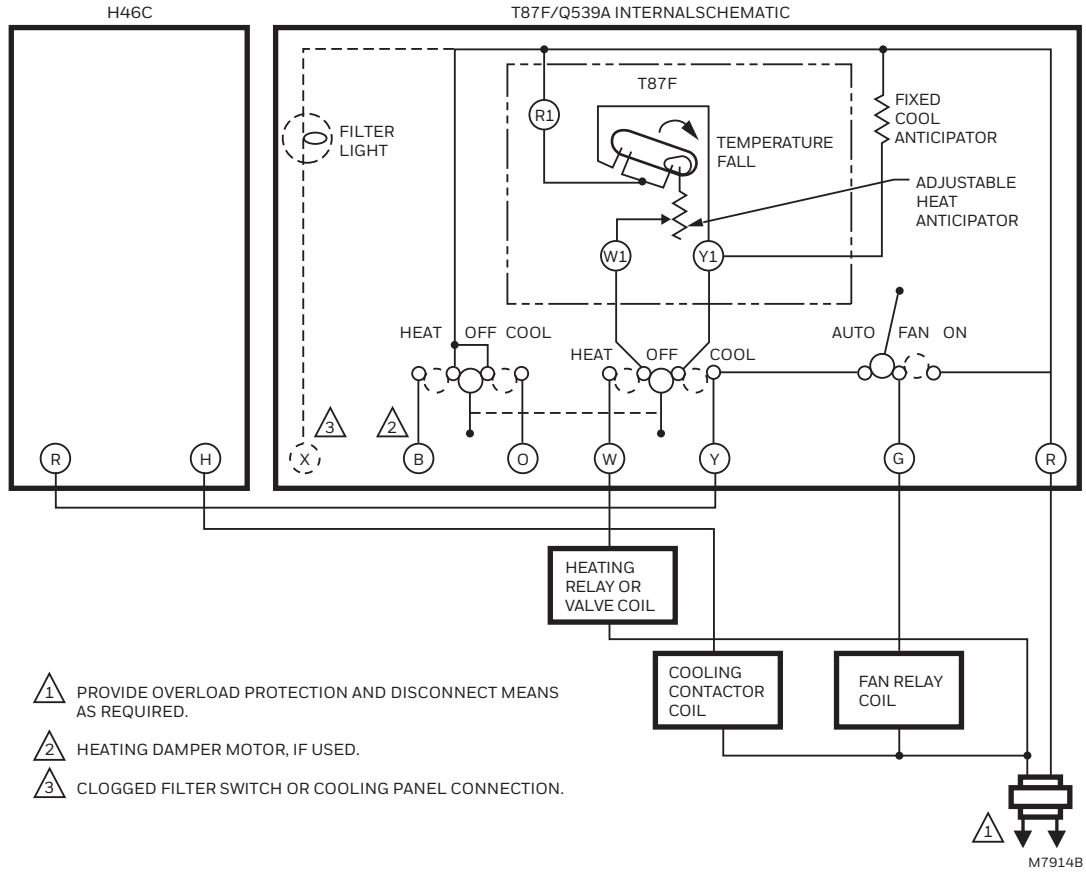 H46C
T87F/Q539A INTERNALSCHEMATIC
T87F
R1
FILTER
LIGHT
TEMPERATURE
FALL
FIXED
COOL
ANTICIPATOR
ADJUSTABLE
HEAT
ANTICIPATOR
W1
Y1
HEAT OFF COOL
HEAT OFF COOL
AUTO FAN ON
3
2
R
H
X
B
O
W
Y
G
R
HEATING
RELAY OR
VALVE COIL
COOLING
CONTACTOR
COIL
FAN RELAY
COIL
1 PROVIDE OVERLOAD PROTECTION AND DISCONNECT MEANS
AS REQUIRED.
2 HEATING DAMPER MOTOR, IF USED.
3 CLOGGED FILTER SWITCH OR COOLING PANEL CONNECTION.
1
M7914B